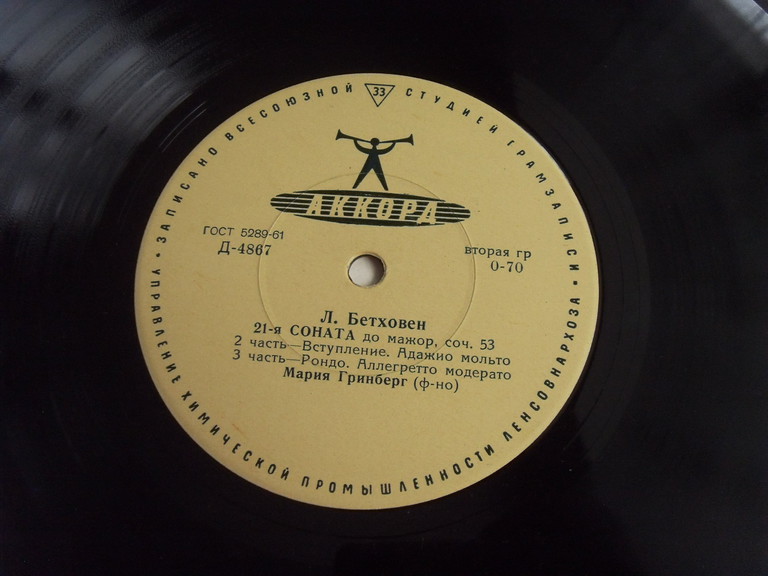 • ЗАПИСАНО ВСЕСОЮЗНОЙ 33 СТУДИЕЙ ГРАМЗАПИСИ •
АККОРД
ГОСТ 5289-61
Д-4867
вторая гр
0-70
Л. Бетховен
21-я СОНАТА до мажор, соч. 53
2 часть—Вступление. Адажио мольто
3 часть—Рондо. Аллегретто модерато
Мария Гринберг (ф-но)
УПРАВЛЕНИЕ ХИМИЧЕСКОЙ ПРОМЫШЛЕННОСТИ ЛЕНСОВНАРХОЗА